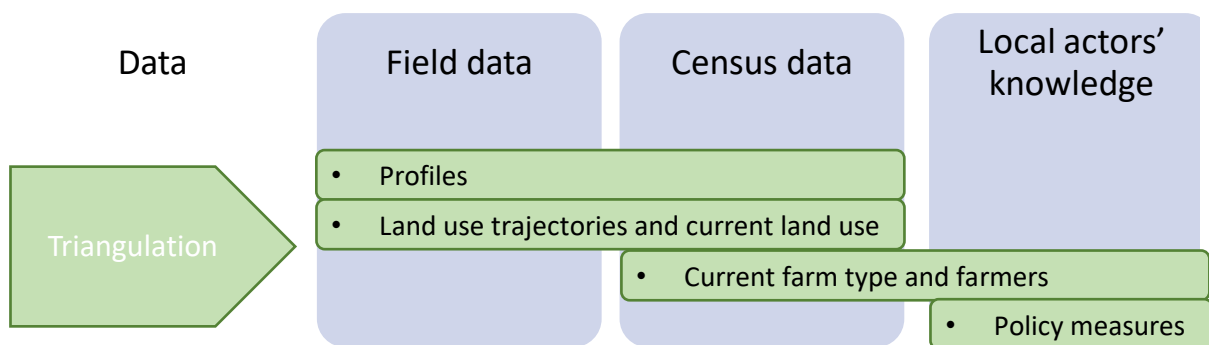 Data
Field data
Census data
Local actors’
knowledge
• Profiles
• Land use trajectories and current land use
Triangulation
• Current farm type and farmers
• Policy measures